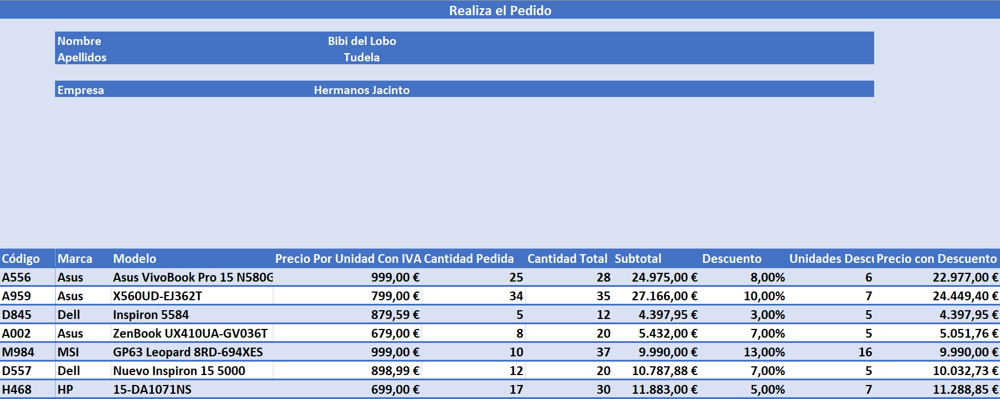 Realiza el Pedido
Nombre Bibi del Lobo
Apellidos Tudela
Empresa Hermanos Jacinto
Código Marca Modelo Precio Por Unidad Con IVA Cantidad Pedida Cantidad Total Subtotal Descuento Unidades Descu Precio con Descuento
A556 Asus Asus VivoBook Pro 15 N580G 999,00 € 25 28 24.975,00 € 8,00% 6 22.977,00 €
A959 Asus X560UD-EJ362T 799,00 € 34 35 27.166,00 € 10,00% 7 24.449,40 €
D845 Dell Inspiron 5584 879,59 € 5 12 4.397,95 € 3,00% 5 4.397,95 €
A002 Asus ZenBook UX410UA-GV036T 679,00 € 8 20 5.432,00 € 7,00% 5 5.051,76 €
M984 MSI GP63 Leopard 8RD-694XES 999,00 € 10 37 9.990,00 € 13,00% 16 9.990,00 €
D557 Dell Nuevo Inspiron 15 5000 898,99 € 12 20 10.787,88 € 7,00% 5 10.032,73 €
H468 HP 15-DA1071NS 699,00 € 17 30 11.883,00 € 5,00% 7 11.288,85 €